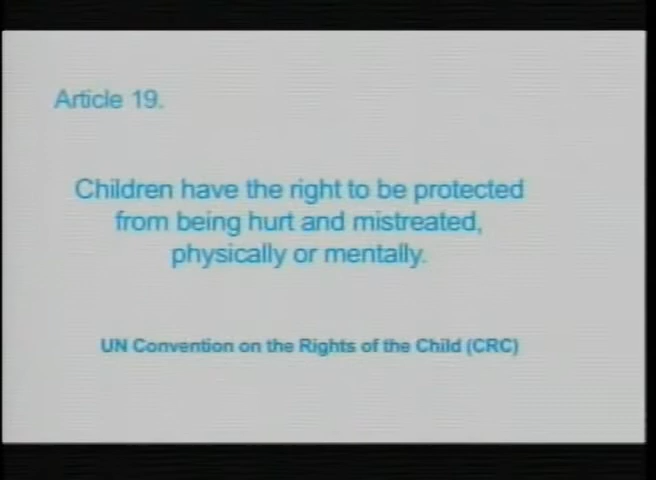 Article 19.
Children have the right to be protected
from being hurt and mistreated,
physically or mentally.
UN Convention on the Rights of the Child (CRC)